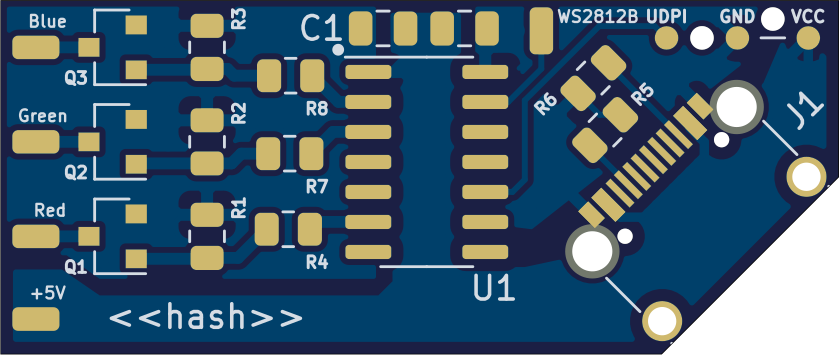 Blue
Q3
R3
C1
WS2812B UDPI GND VCC
R8
R6
R5
J1
Green
Q2
R2
R7
Red
Q1
R1
R4
+5V
<<hash>>
U1